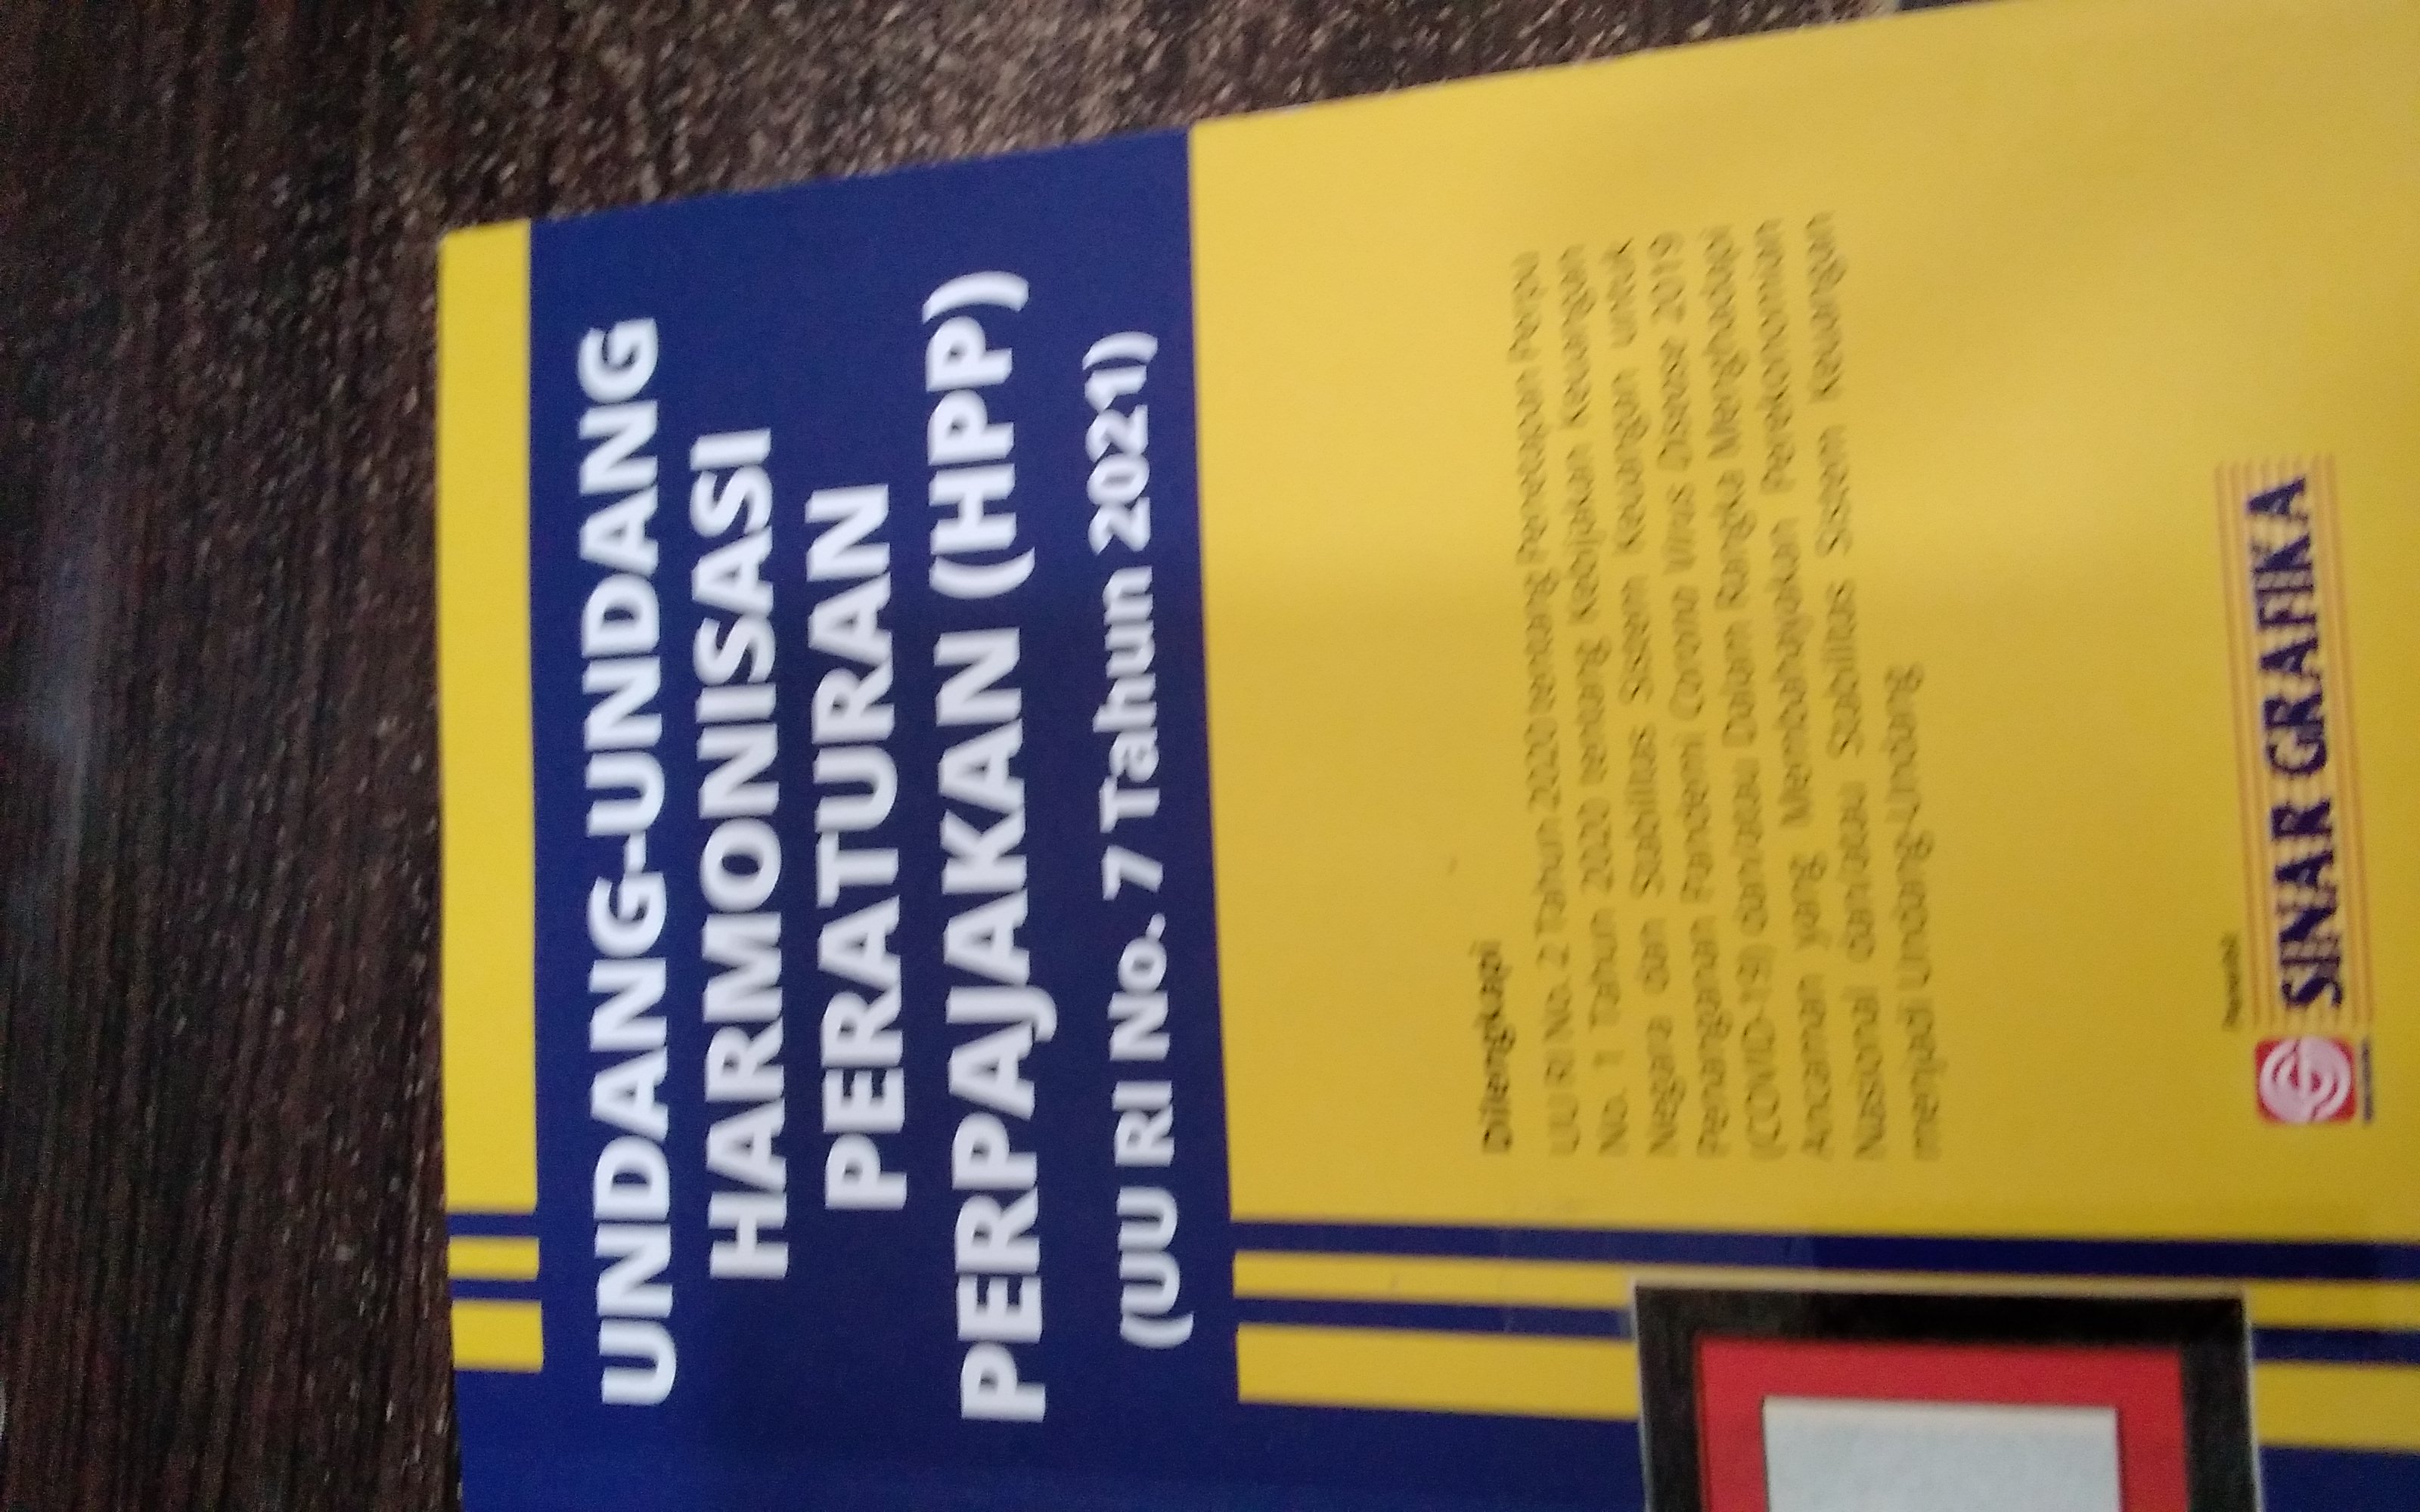 UNDANG-UNDANG
HARMONISASI
PERATURAN
PERPAJAKAN (HPP)
(UU RI No. 7 Tahun 2021)
Dilengkapi
UU RI No. 2 Tahun 2020 tentang Penetapan Perpu
No. 1 Tahun 2020 tentang Kebijakan Keuangan
Negara dan Stabilitas Sistem Keuangan untuk
Penanganan Pandemi Corona Virus Disease 2019
(COVID-19) dan/atau Dalam Rangka Menghadapi
Ancaman yang Membahayakan Perekonomian
Nasional dan/atau Stabilitas Sistem Keuangan
menjadi Undang-Undang
Penerbit
SINAR GRAFIKA